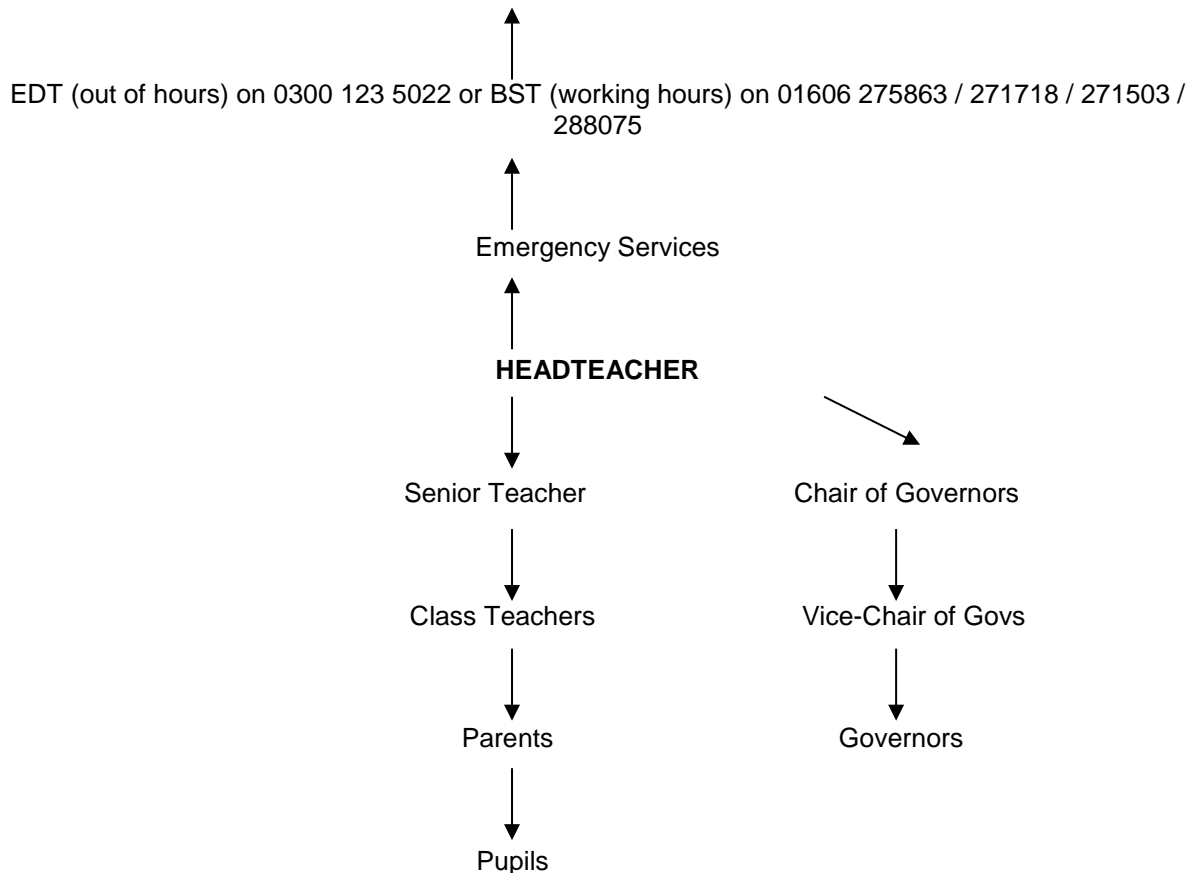 EDT (out of hours) on 0300 123 5022 or BST (working hours) on 01606 275863 / 271718 / 271503 /
288075
Emergency Services
HEADTEACHER
Senior Teacher
Chair of Governors
Class Teachers
Vice-Chair of Govs
Parents
Governors
Pupils